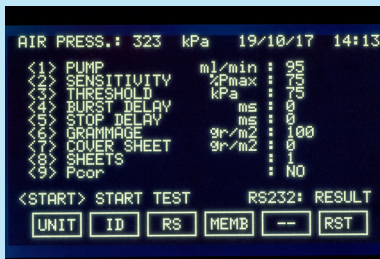 AIR PRESS.: 323 kPa 19/10/17 14:13
<1> PUMP ml/min : 95
<2> SENSITIVITY %Pmax : 75
<3> THRESHOLD kPa : 75
<4> BURST DELAY ms : 0
<5> STOP DELAY ms : 0
<6> GRAMMAGE gr/m2 : 100
<7> COVER SHEET gr/m2 : 0
<8> SHEETS : 1
<9> Pcor : NO
<START> START TEST RS232: RESULT
UNIT ID RS MEMB -- RST